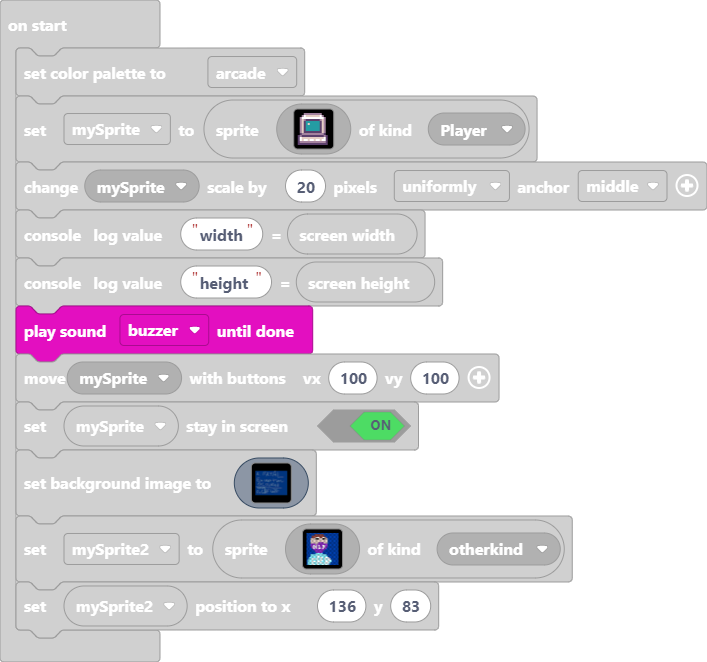 on start
set color palette to arcade
set mySprite to sprite of kind Player
change mySprite scale by 20 pixels uniformly anchor middle
console log value "width" = screen width
console log value "height" = screen height
play sound buzzer until done
move mySprite with buttons vx 100 vy 100
set mySprite stay in screen ON
set background image to
set mySprite2 to sprite of kind otherkind
set mySprite2 position to x 136 y 83